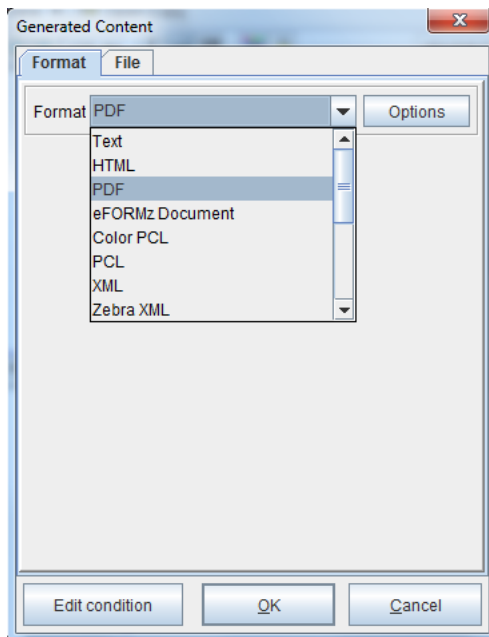 Generated Content
Format File
Format PDF Options
Text
HTML
PDF
eFORMz Document
Color PCL
PCL
XML
Zebra XML
Edit condition OK Cancel